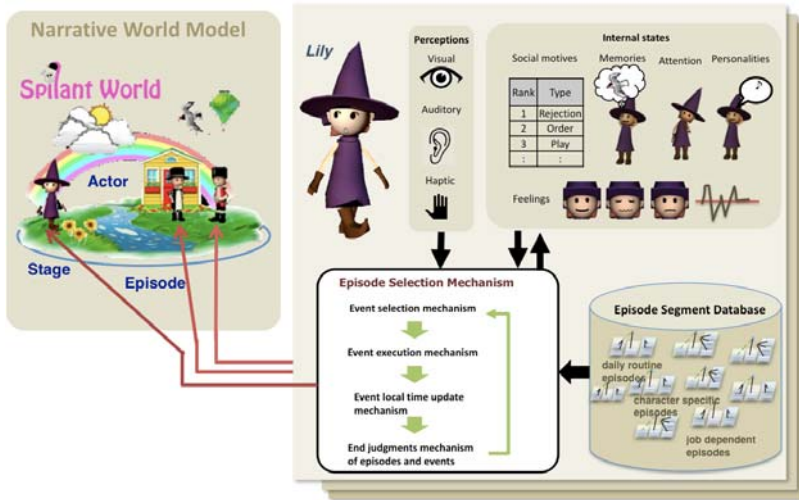 Narrative World Model
Spilant World
Actor
Stage
Episode
Lily
Perceptions
Visual
Auditory
Haptic
Internal states
Social motives
Memories
Attention
Personalities
Rank Type
1 Rejection
2 Order
3 Play
: :
Feelings
Episode Selection Mechanism
Event selection mechanism
Event execution mechanism
Event local time update
mechanism
End judgments mechanism
of episodes and events
Episode Segment Database
daily routine
episodes
character specific
episodes
job dependent
episodes